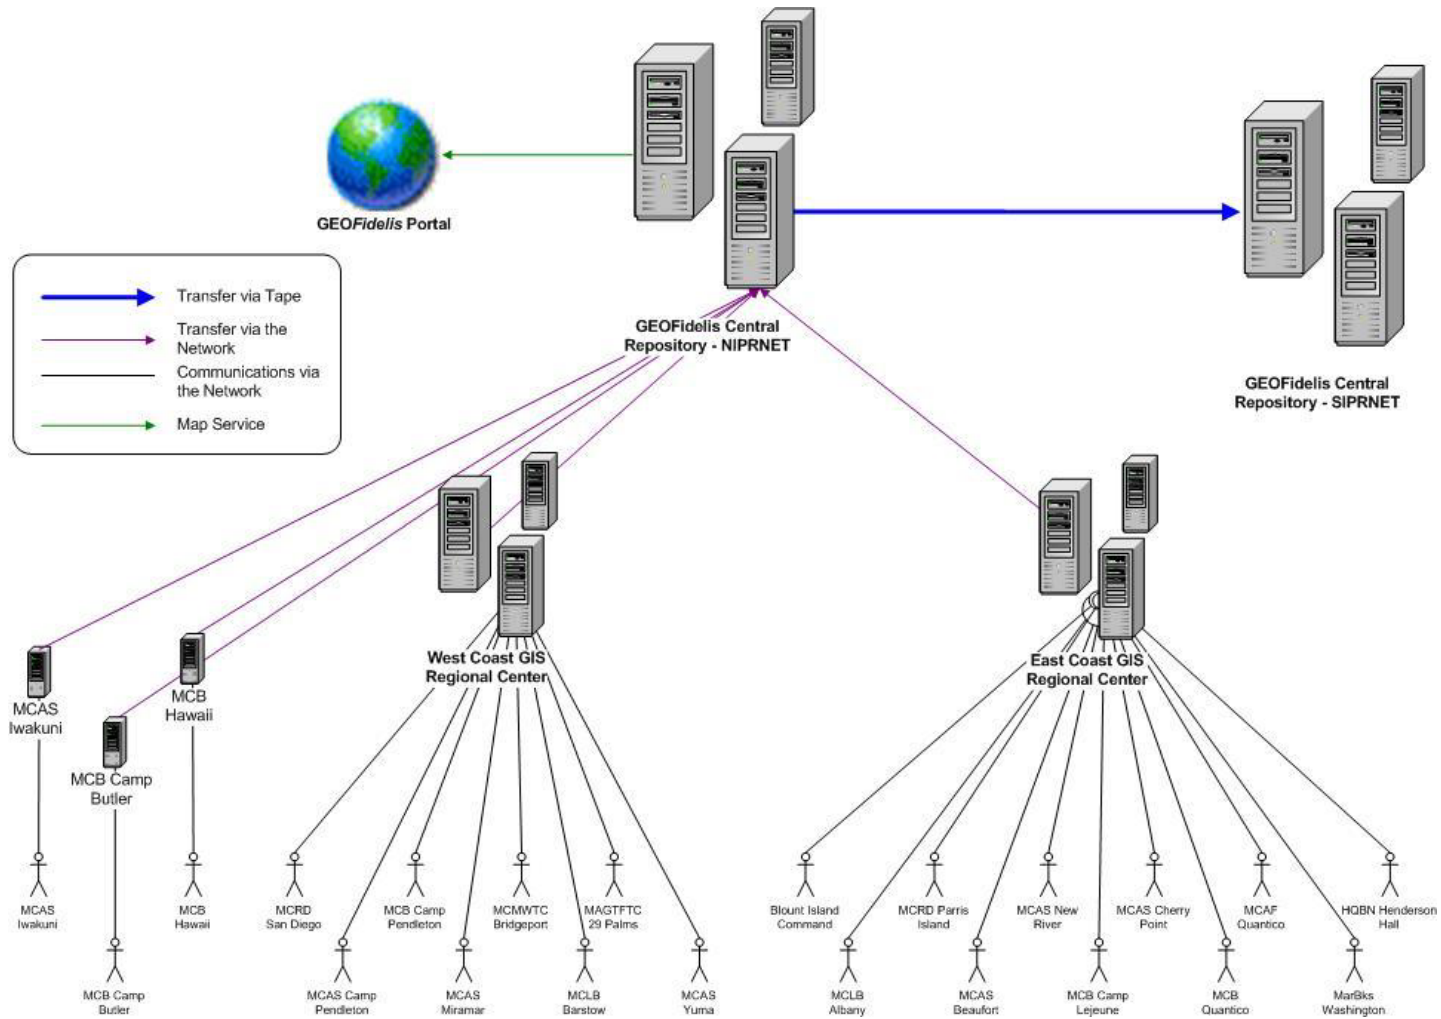 GEOFidelis Portal
Transfer via Tape
Transfer via the
Network
Communications via
the Network
Map Service
GEOFidelis Central
Repository - NIPRNET
GEOFidelis Central
Repository - SIPRNET
West Coast GIS
Regional Center
East Coast GIS
Regional Center
MCAS
Iwakuni
MCB
Hawaii
MCB Camp
Butler
MCAS
Iwakuni
MCB
Hawaii
MCRD
San Diego
MCB Camp
Pendleton
MCMWTC
Bridgeport
MAGTFTC
29 Palms
Blount Island
Command
MCRD Parris
Island
MCAS New
River
MCAS Cherry
Point
MCAF
Quantico
HQBN Henderson
Hall
MCB Camp
Butler
MCAS Camp
Pendleton
MCAS
Miramar
MCLB
Barstow
MCAS
Yuma
MCLB
Albany
MCAS
Beaufort
MCB Camp
Lejeune
MCB
Quantico
MarBks
Washington